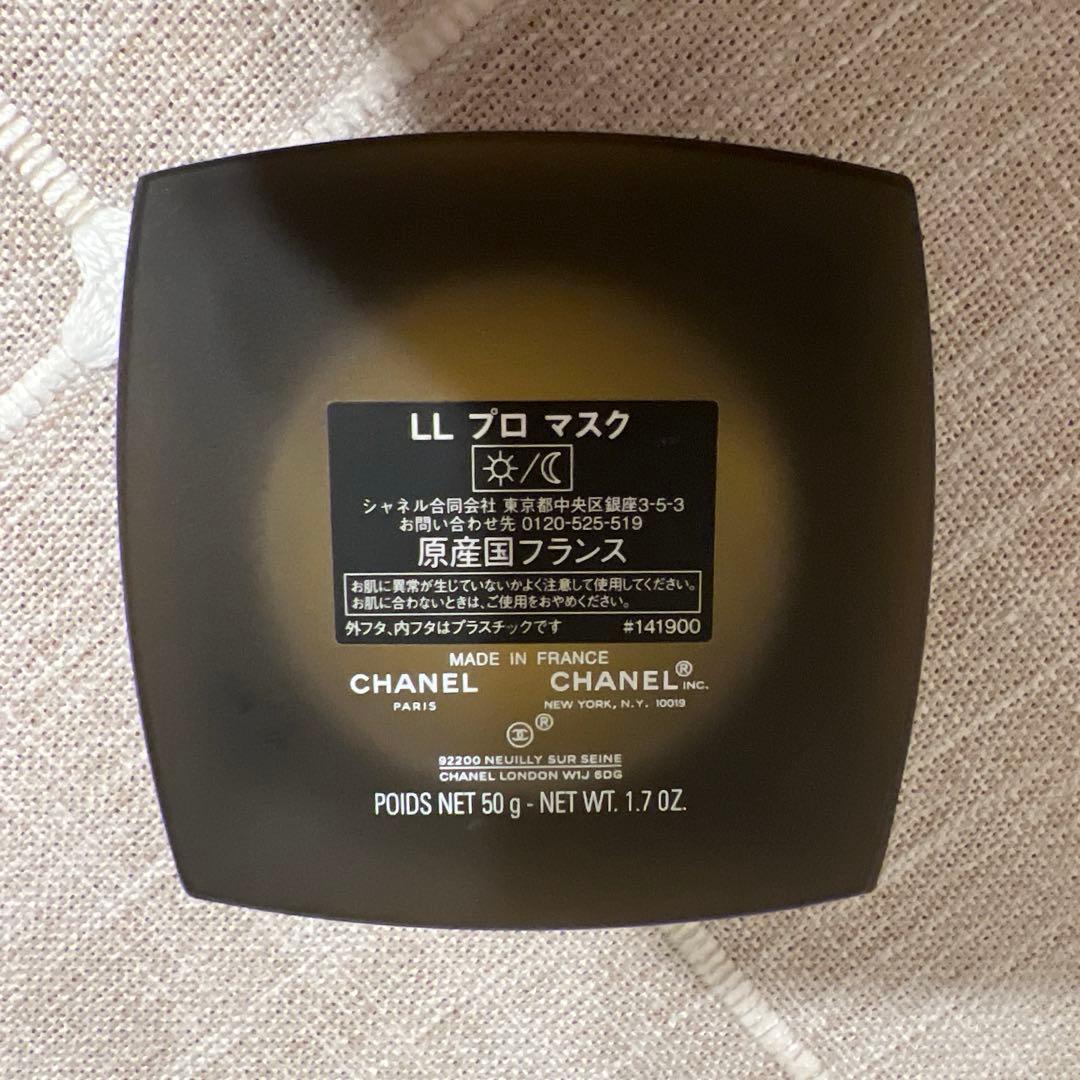 LL プロ マスク
/
シャネル合同会社 東京都中央区銀座3-5-3
お問い合わせ先 0120-525-519
原産国フランス
お肌に異常が生じていないかよく注意して使用してください。
お肌に合わないときは、ご使用をおやめください。
外フタ、内フタはプラスチックです #141900
MADE IN FRANCE
CHANEL CHANEL® INC.
PARIS NEW YORK, N.Y. 10019
®
92200 NEUILLY SUR SEINE
CHANEL LONDON W1J 6DG
POIDS NET 50 g - NET WT. 1.7 OZ.